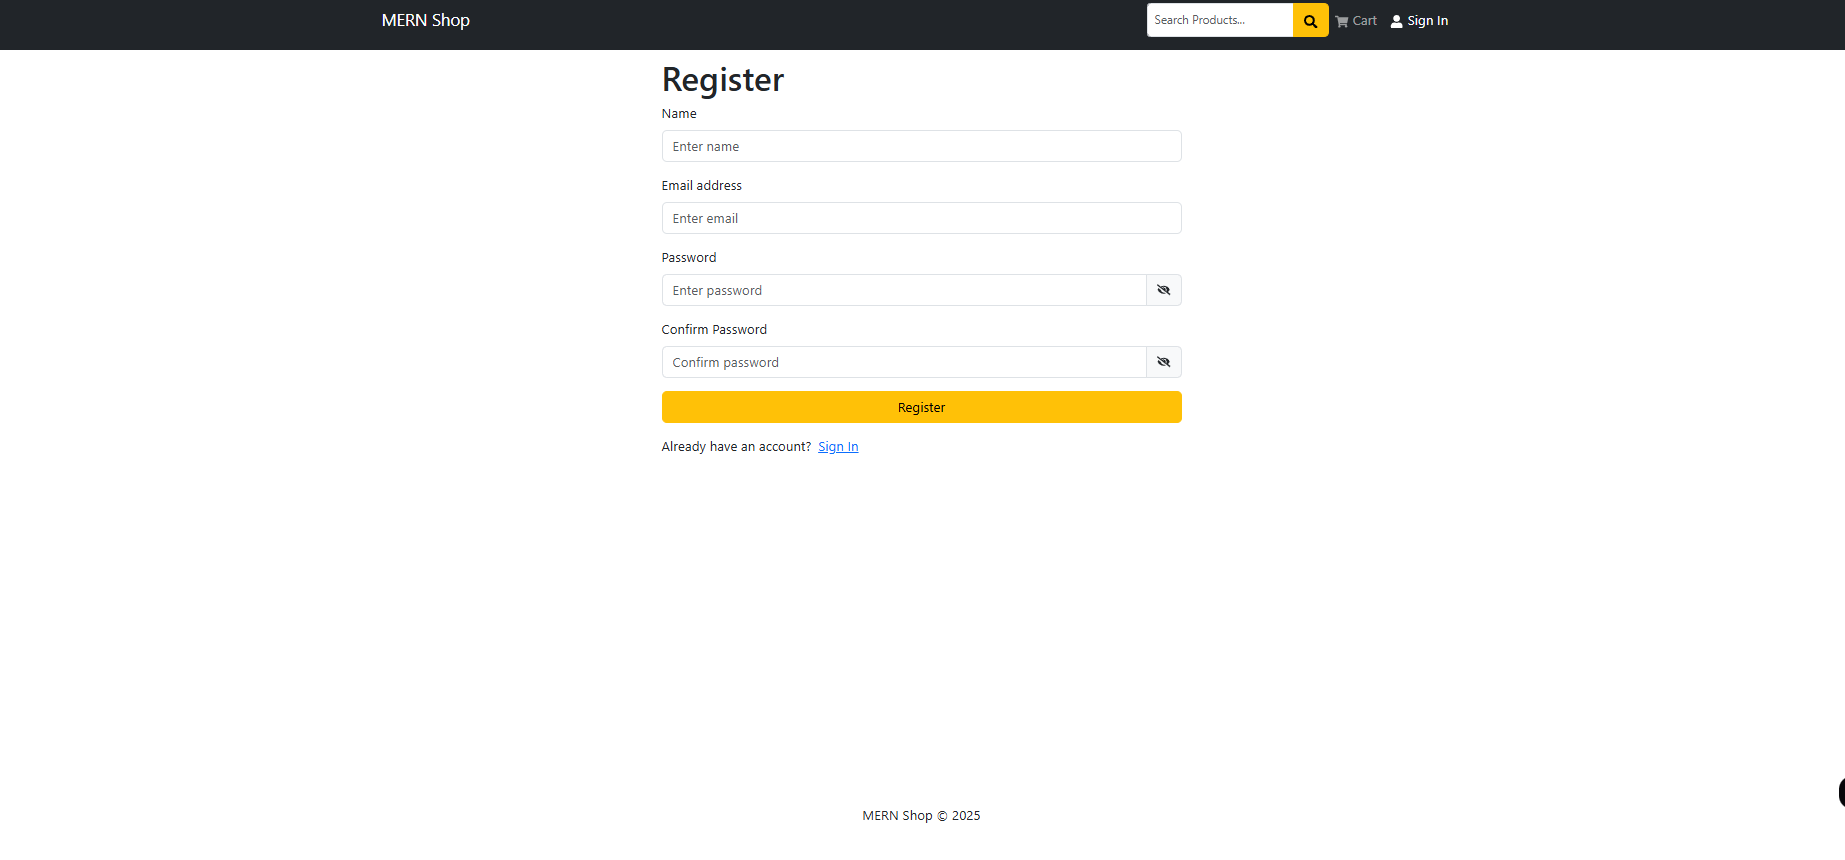 MERN Shop
Search Products...
Cart
Sign In
Register
Name
Enter name
Email address
Enter email
Password
Enter password
Confirm Password
Confirm password
Register
Already have an account? Sign In
MERN Shop © 2025